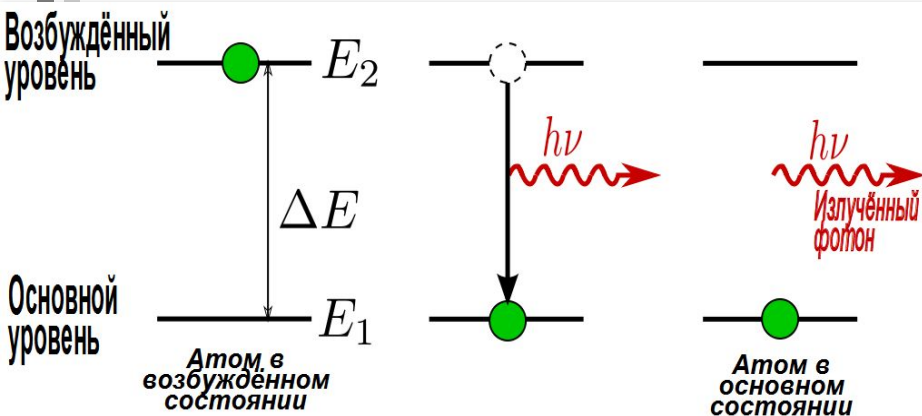 Возбуждённый
уровень
E₂
hν
hν
ΔE
Излучённый
фотон
Основной
уровень
E₁
Атом в
возбуждённом
состоянии
Атом в
основном
состоянии